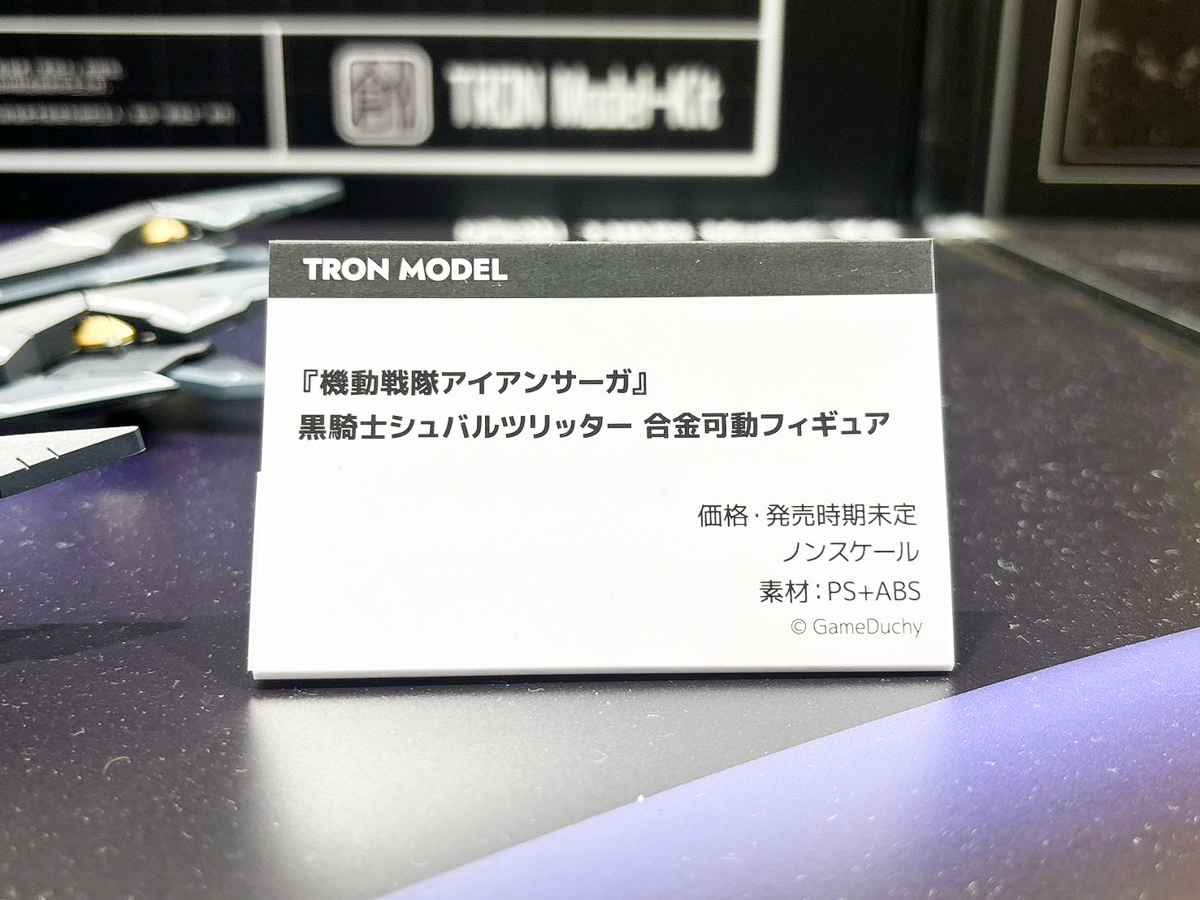 創 TRON Model-Kit
TRON MODEL
『機動戦隊アイアンサーガ』
黒騎士シュバルツリッター 合金可動フィギュア
価格・発売時期未定
ノンスケール
素材：PS+ABS
© GameDuchy